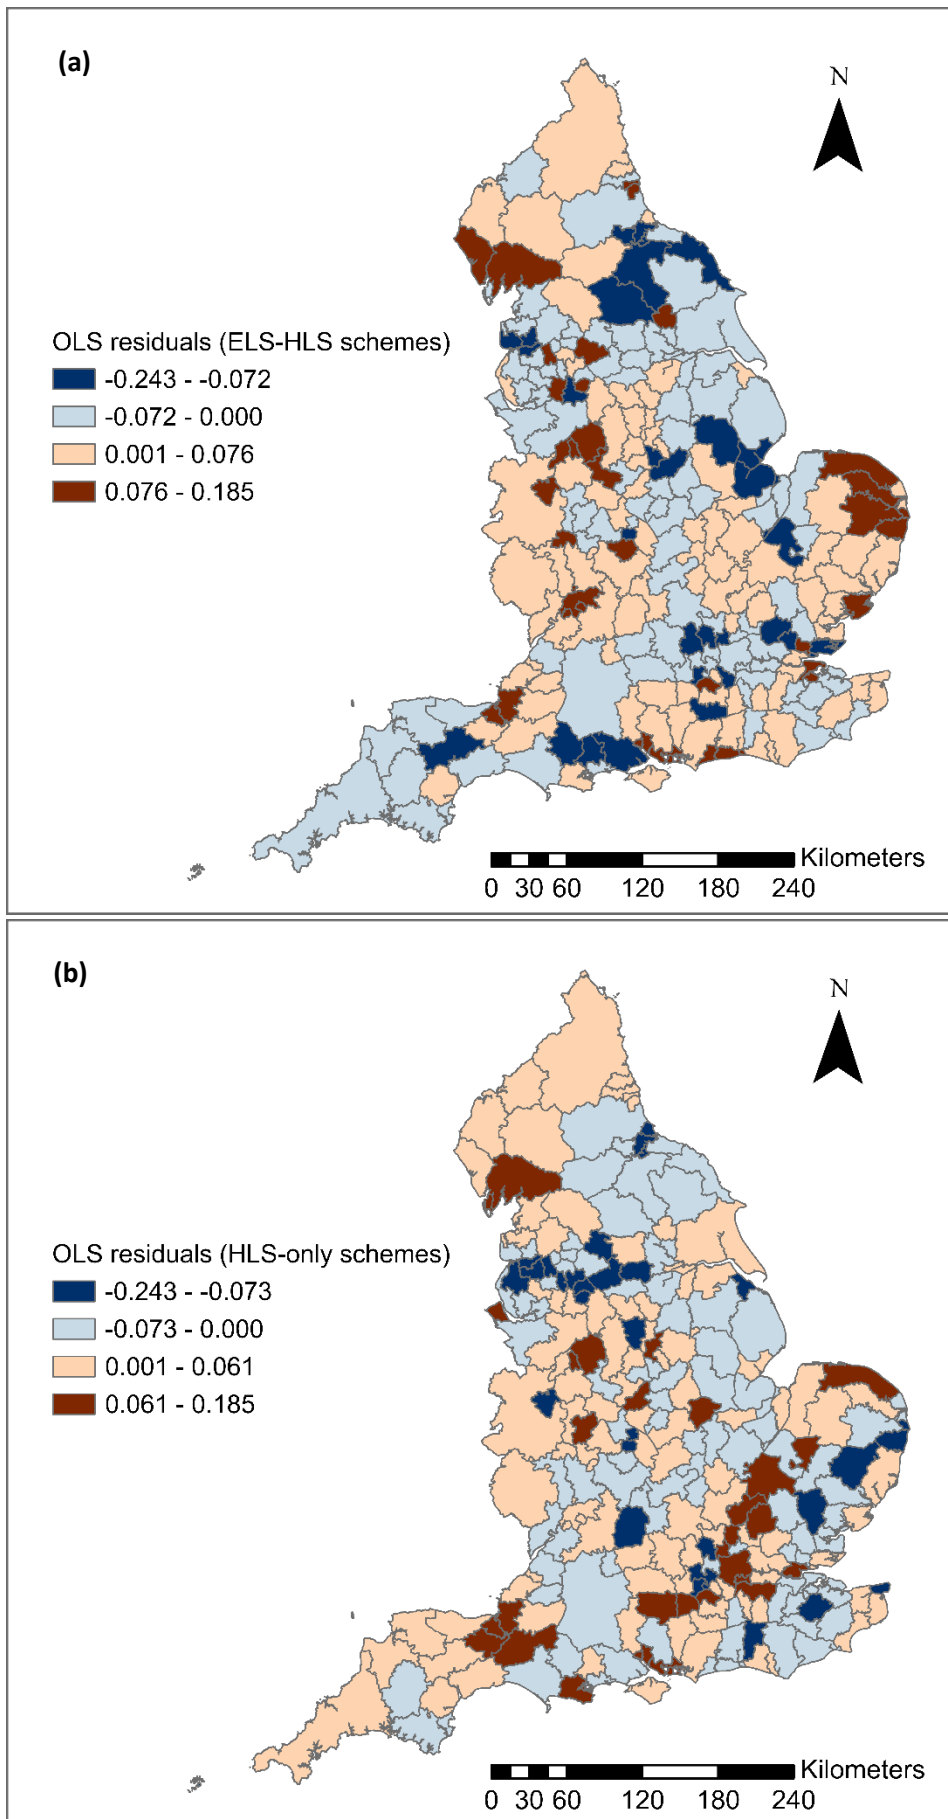 (a)
N
OLS residuals (ELS-HLS schemes)
-0.243 - -0.072
-0.072 - 0.000
0.001 - 0.076
0.076 - 0.185
Kilometers
0 30 60 120 180 240
(b)
N
OLS residuals (HLS-only schemes)
-0.243 - -0.073
-0.073 - 0.000
0.001 - 0.061
0.061 - 0.185
Kilometers
0 30 60 120 180 240